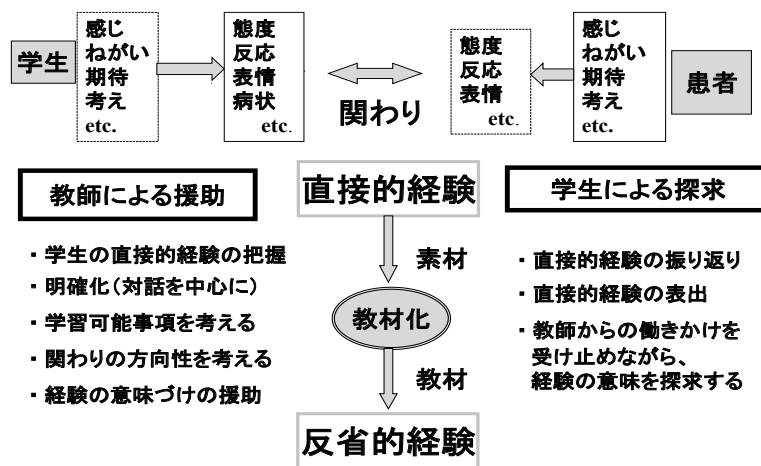 学生
感じ
ねがい
期待
考え
etc.
態度
反応
表情
病状
etc.
関わり
態度
反応
表情
etc.
感じ
ねがい
期待
考え
etc.
患者
教師による援助
・学生の直接的経験の把握
・明確化(対話を中心に)
・学習可能事項を考える
・関わりの方向性を考える
・経験の意味づけの援助
直接的経験
素材
教材化
教材
反省的経験
学生による探求
・直接的経験の振り返り
・直接的経験の表出
・教師からの働きかけを
受け止めながら、
経験の意味を探求する